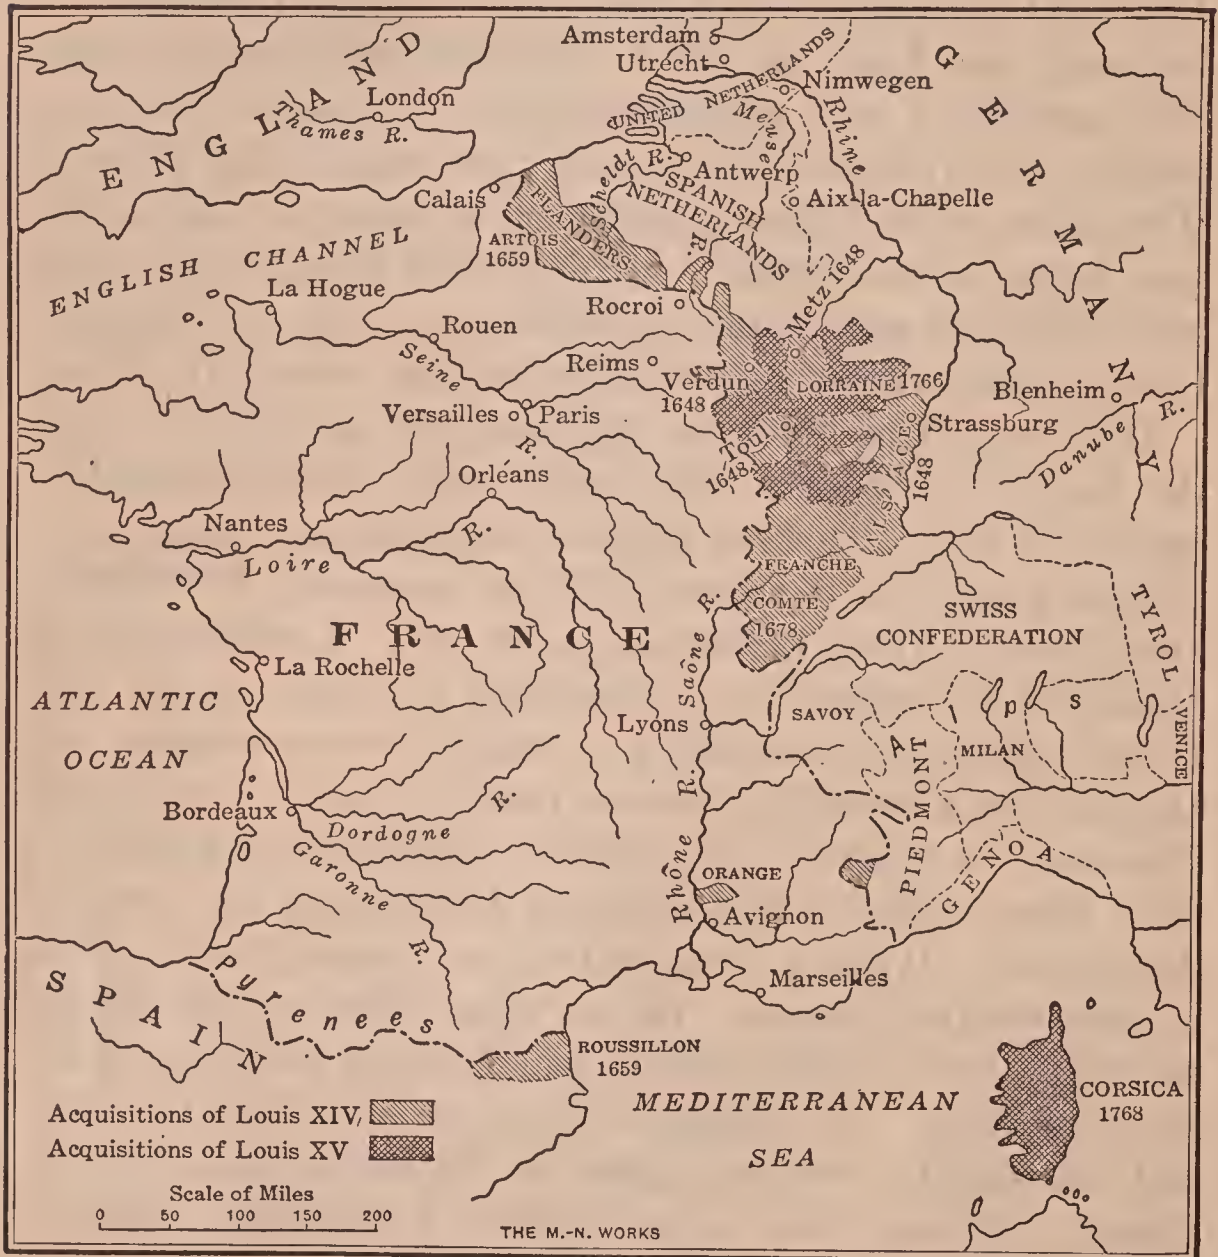 Amsterdam
Utrecht
UNITED NETHERLANDS
Nimwegen
GERMANY
ENGLAND
London
Thames R.
Meuse
Rhine
Scheldt R.
Antwerp
Calais
FLANDERS
SPANISH
NETHERLANDS
R.
Aix-la-Chapelle
ARTOIS
1659
ENGLISH CHANNEL
La Hogue
Rocroi
Metz 1648
Rouen
Seine
Reims
Verdun
1648
LORRAINE 1766
Blenheim
Versailles
Paris
R.
Toul
1648
Strassburg
ALSACE
1648
Danube R.
Orléans
Nantes
Loire
R.
FRANCHE
COMTE
1678
SWISS
CONFEDERATION
TYROL
FRANCE
Saône R.
La Rochelle
ATLANTIC
OCEAN
Lyons
SAVOY
Alps
MILAN
VENICE
PIEDMONT
Bordeaux
Dordogne R.
Garonne R.
Rhône R.
ORANGE
GENOA
Avignon
Marseilles
SPAIN
Pyrenees
ROUSSILLON
1659
MEDITERRANEAN
SEA
CORSICA
1768
Acquisitions of Louis XIV
Acquisitions of Louis XV
Scale of Miles
0 50 100 150 200
THE M.-N. WORKS